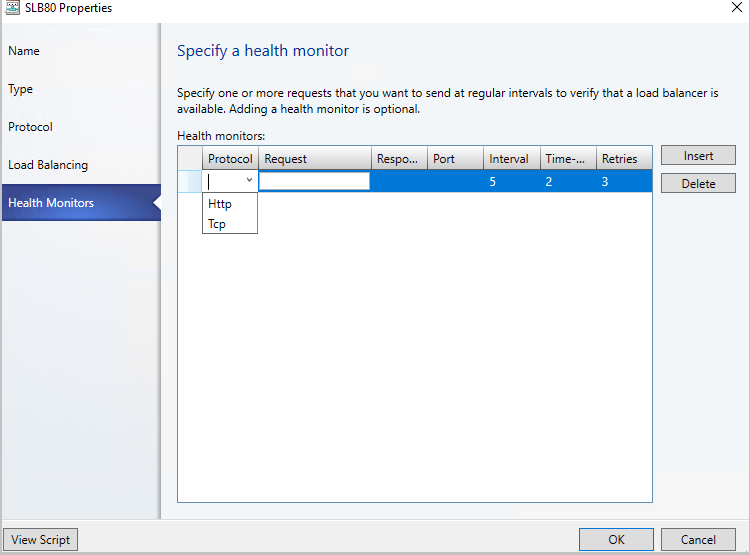 SLB80 Properties
Name
Type
Protocol
Load Balancing
Health Monitors
Specify a health monitor
Specify one or more requests that you want to send at regular intervals to verify that a load balancer is
available. Adding a health monitor is optional.
Health monitors:
Protocol Request Respo... Port Interval Time-... Retries
5 2 3
Http
Tcp
Insert
Delete
View Script
OK
Cancel